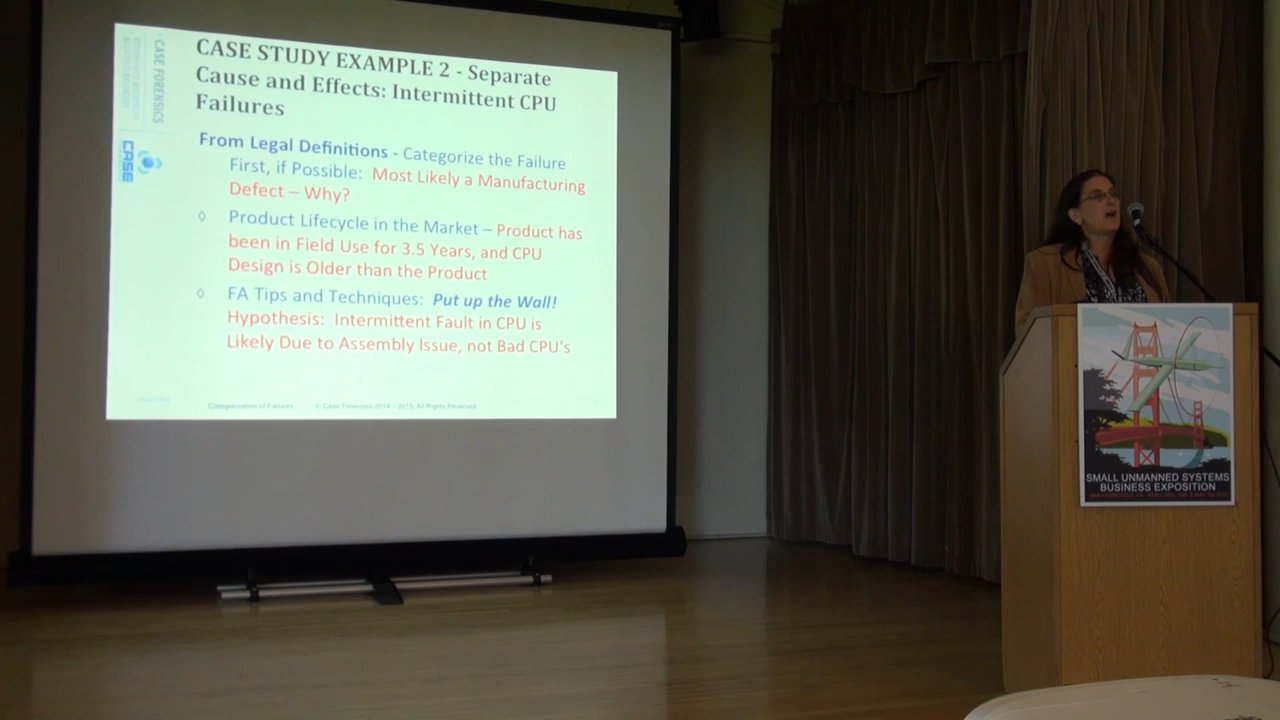 CASE STUDY EXAMPLE 2 - Separate
Cause and Effects: Intermittent CPU
Failures
From Legal Definitions - Categorize the Failure
First, if Possible: Most Likely a Manufacturing
Defect – Why?
◊ Product Lifecycle in the Market – Product has
been in Field Use for 3.5 Years, and CPU
Design is Older than the Product
◊ FA Tips and Techniques: Put up the Wall!
Hypothesis: Intermittent Fault in CPU is
Likely Due to Assembly Issue, not Bad CPU's
Categorization of Failures © Case Forensics 2014 - 2015, All Rights Reserved
CASE FORENSICS
CASE
SMALL UNMANNED SYSTEMS
BUSINESS EXPOSITION